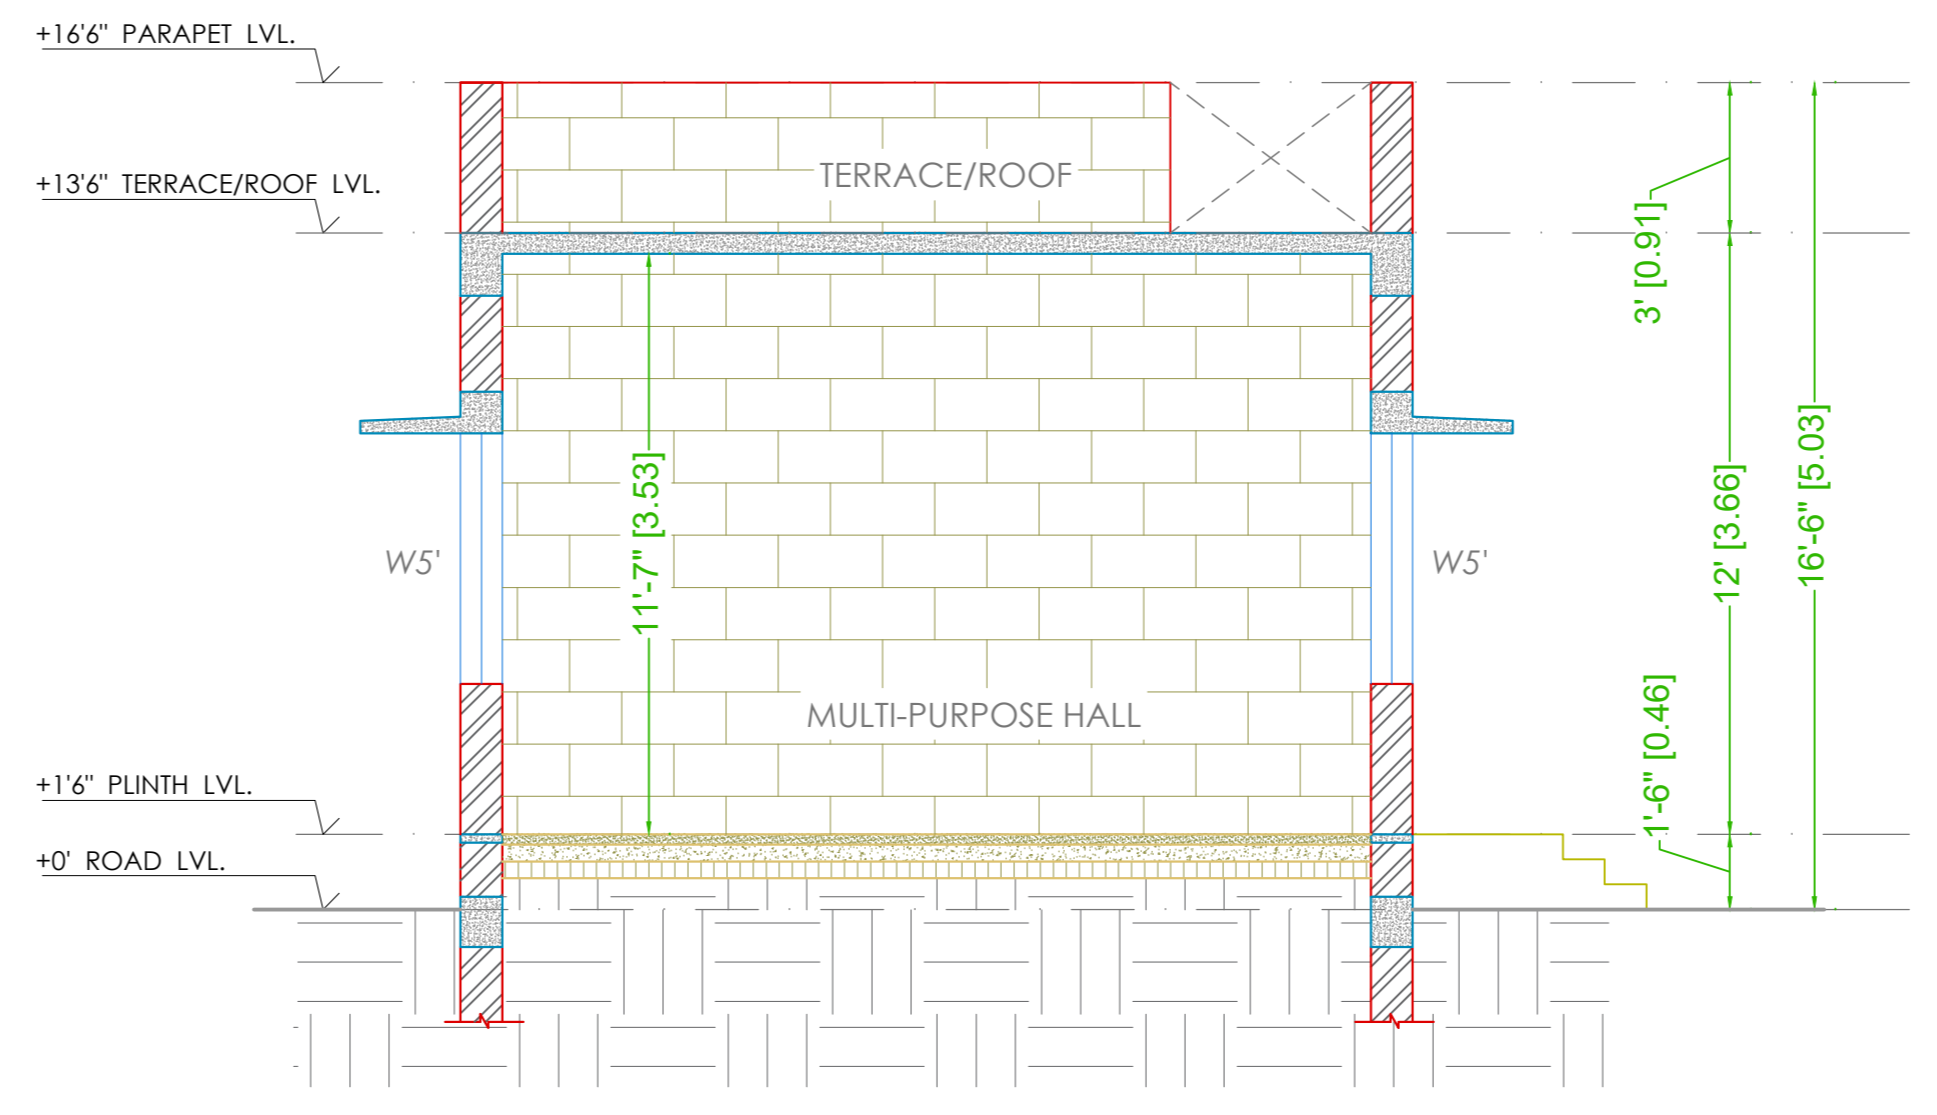 +16'6" PARAPET LVL.
+13'6" TERRACE/ROOF LVL.
TERRACE/ROOF
3' [0.91]
11'-7" [3.53]
12' [3.66]
16'-6" [5.03]
W5'
W5'
MULTI-PURPOSE HALL
1'-6" [0.46]
+1'6" PLINTH LVL.
+0' ROAD LVL.